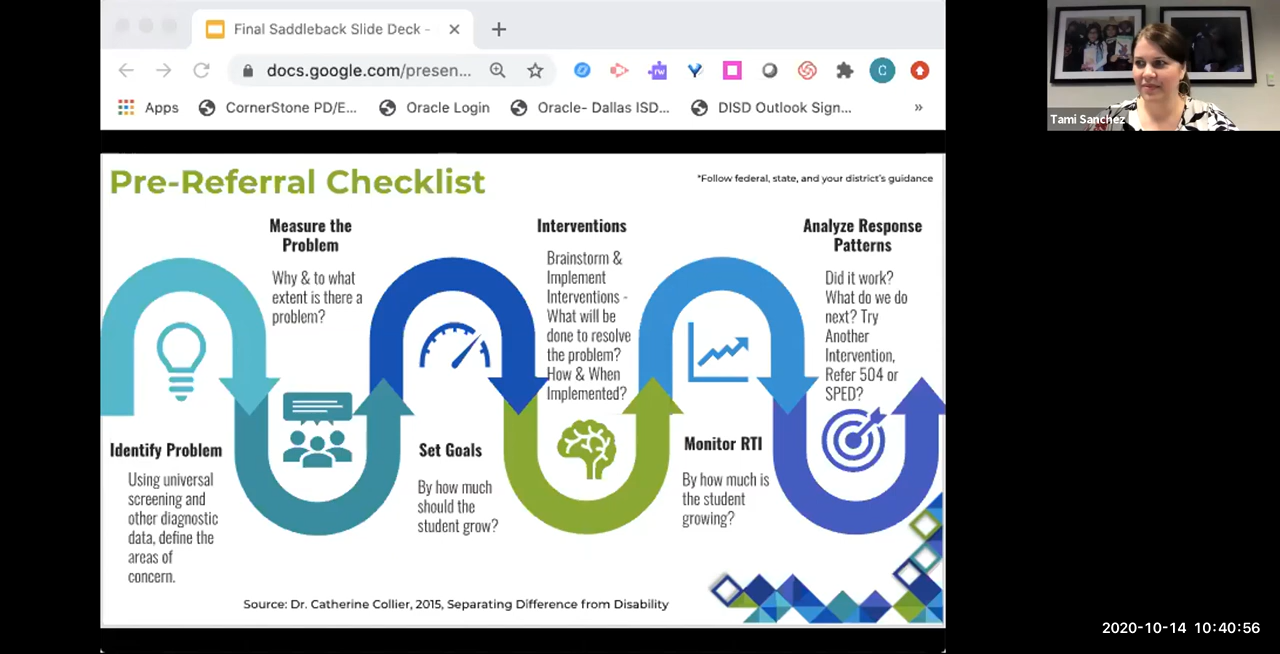 Final Saddleback Slide Deck -
docs.google.com/presen...
rw
C
Apps
CornerStone PD/E...
Oracle Login
Oracle- Dallas ISD...
DISD Outlook Sign...
»
Tami Sanchez
Pre-Referral Checklist
*Follow federal, state, and your district's guidance
Measure the
Problem
Why & to what
extent is there a
problem?
Interventions
Brainstorm &
Implement
Interventions -
What will be
done to resolve
the problem?
How & When
Implemented?
Analyze Response
Patterns
Did it work?
What do we do
next? Try
Another
Intervention,
Refer 504 or
SPED?
Identify Problem
Using universal
screening and
other diagnostic
data, define the
areas of
concern.
Set Goals
By how much
should the
student grow?
Monitor RTI
By how much is
the student
growing?
Source: Dr. Catherine Collier, 2015, Separating Difference from Disability
2020-10-14 10:40:56